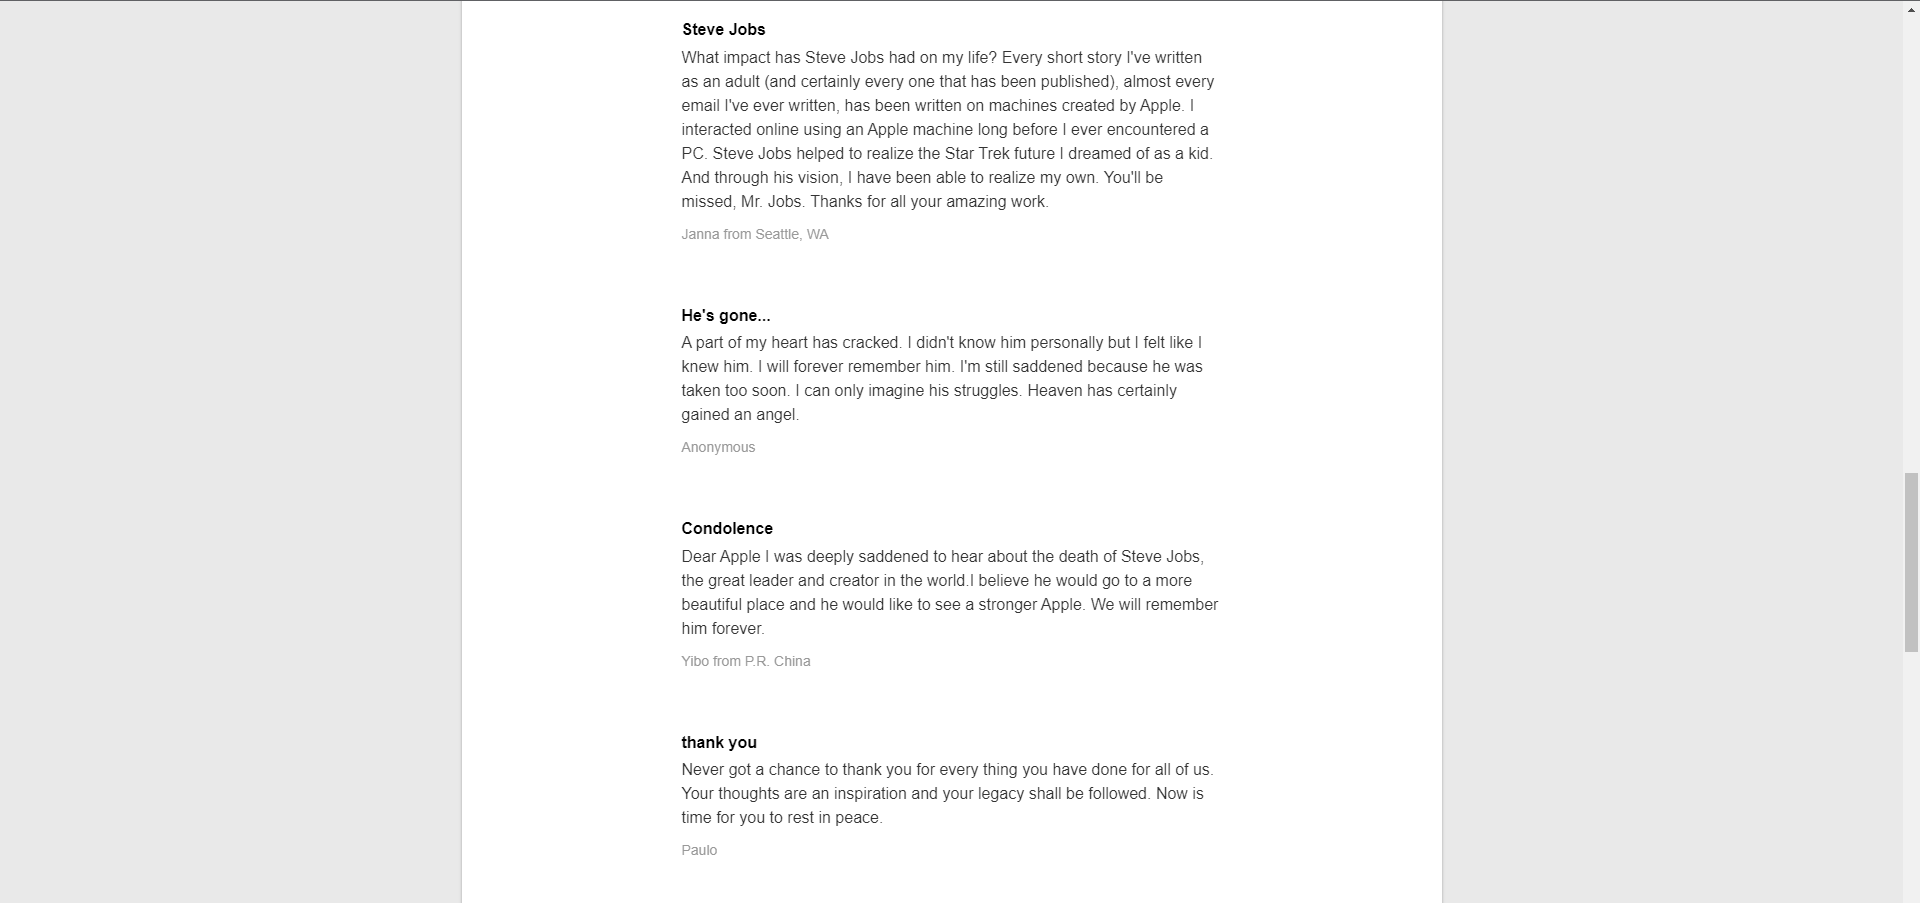 Steve Jobs
What impact has Steve Jobs had on my life? Every short story I've written
as an adult (and certainly every one that has been published), almost every
email I've ever written, has been written on machines created by Apple. I
interacted online using an Apple machine long before I ever encountered a
PC. Steve Jobs helped to realize the Star Trek future I dreamed of as a kid.
And through his vision, I have been able to realize my own. You'll be
missed, Mr. Jobs. Thanks for all your amazing work.
Janna from Seattle, WA
He's gone...
A part of my heart has cracked. I didn't know him personally but I felt like I
knew him. I will forever remember him. I'm still saddened because he was
taken too soon. I can only imagine his struggles. Heaven has certainly
gained an angel.
Anonymous
Condolence
Dear Apple I was deeply saddened to hear about the death of Steve Jobs,
the great leader and creator in the world.I believe he would go to a more
beautiful place and he would like to see a stronger Apple. We will remember
him forever.
Yibo from P.R. China
thank you
Never got a chance to thank you for every thing you have done for all of us.
Your thoughts are an inspiration and your legacy shall be followed. Now is
time for you to rest in peace.
Paulo